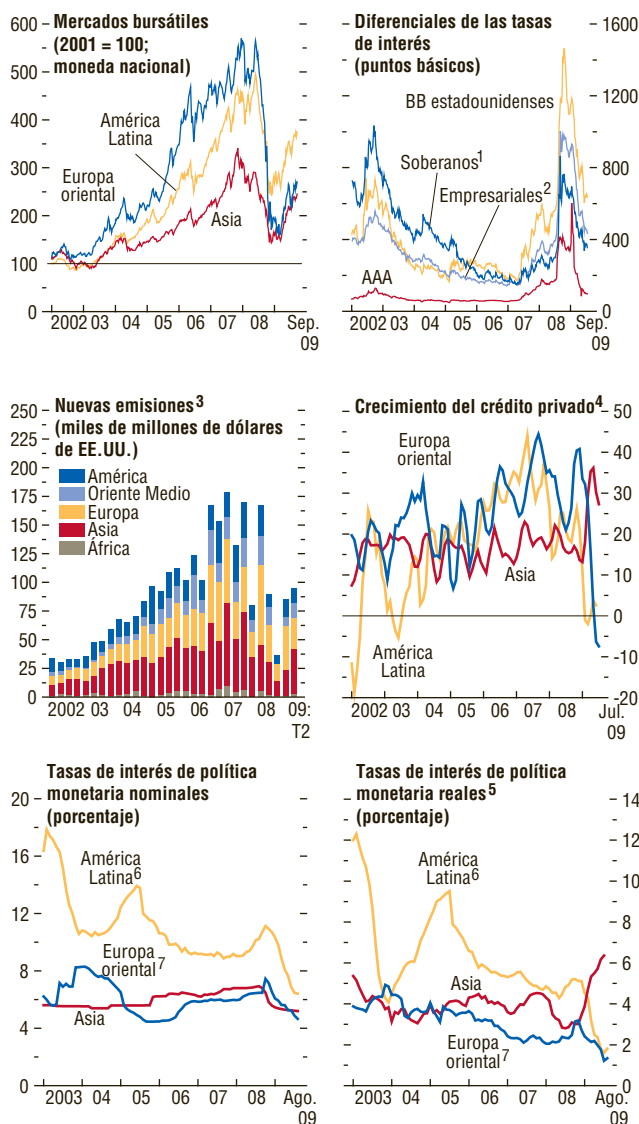 Mercados bursátiles
(2001 = 100;
moneda nacional)
600
500
400
300
200
100
0
América
Latina
Europa
oriental
Asia
2002 03 04 05 06 07 08 Sep.
09
Diferenciales de las tasas
de interés
(puntos básicos)
1600
1200
800
400
0
BB estadounidenses
Soberanos1
Empresariales2
AAA
2002 03 04 05 06 07 08 Sep.
09
Nuevas emisiones3
(miles de millones de dólares
de EE.UU.)
250
225
200
175
150
125
100
75
50
25
0
América
Oriente Medio
Europa
Asia
África
2002 03 04 05 06 07 08 09:
T2
Crecimiento del crédito privado4
50
40
30
20
10
0
-10
-20
Europa
oriental
Asia
América
Latina
2002 03 04 05 06 07 08 Jul.
09
Tasas de interés de política
monetaria nominales
(porcentaje)
20
16
12
8
4
0
América
Latina6
Europa
oriental7
Asia
2003 04 05 06 07 08 Ago.
09
Tasas de interés de política
monetaria reales5
(porcentaje)
14
12
10
8
6
4
2
0
América
Latina6
Asia
Europa
oriental7
2003 04 05 06 07 08 Ago.
09